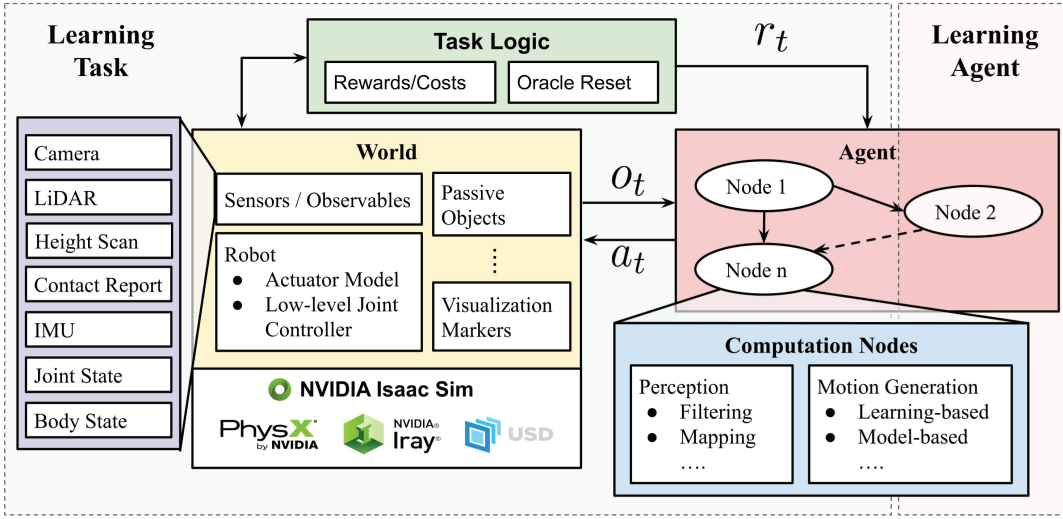 Learning
Task
Task Logic
Rewards/Costs
Oracle Reset
r_t
Learning
Agent
Camera
LiDAR
Height Scan
Contact Report
IMU
Joint State
Body State
World
Sensors / Observables
Robot
● Actuator Model
● Low-level Joint
Controller
Passive
Objects
⋮
Visualization
Markers
NVIDIA Isaac Sim
PhysX®
by NVIDIA
NVIDIA®
Iray®
USD
o_t
a_t
Agent
Node 1
Node 2
Node n
Computation Nodes
Perception
● Filtering
● Mapping
….
Motion Generation
● Learning-based
● Model-based
….